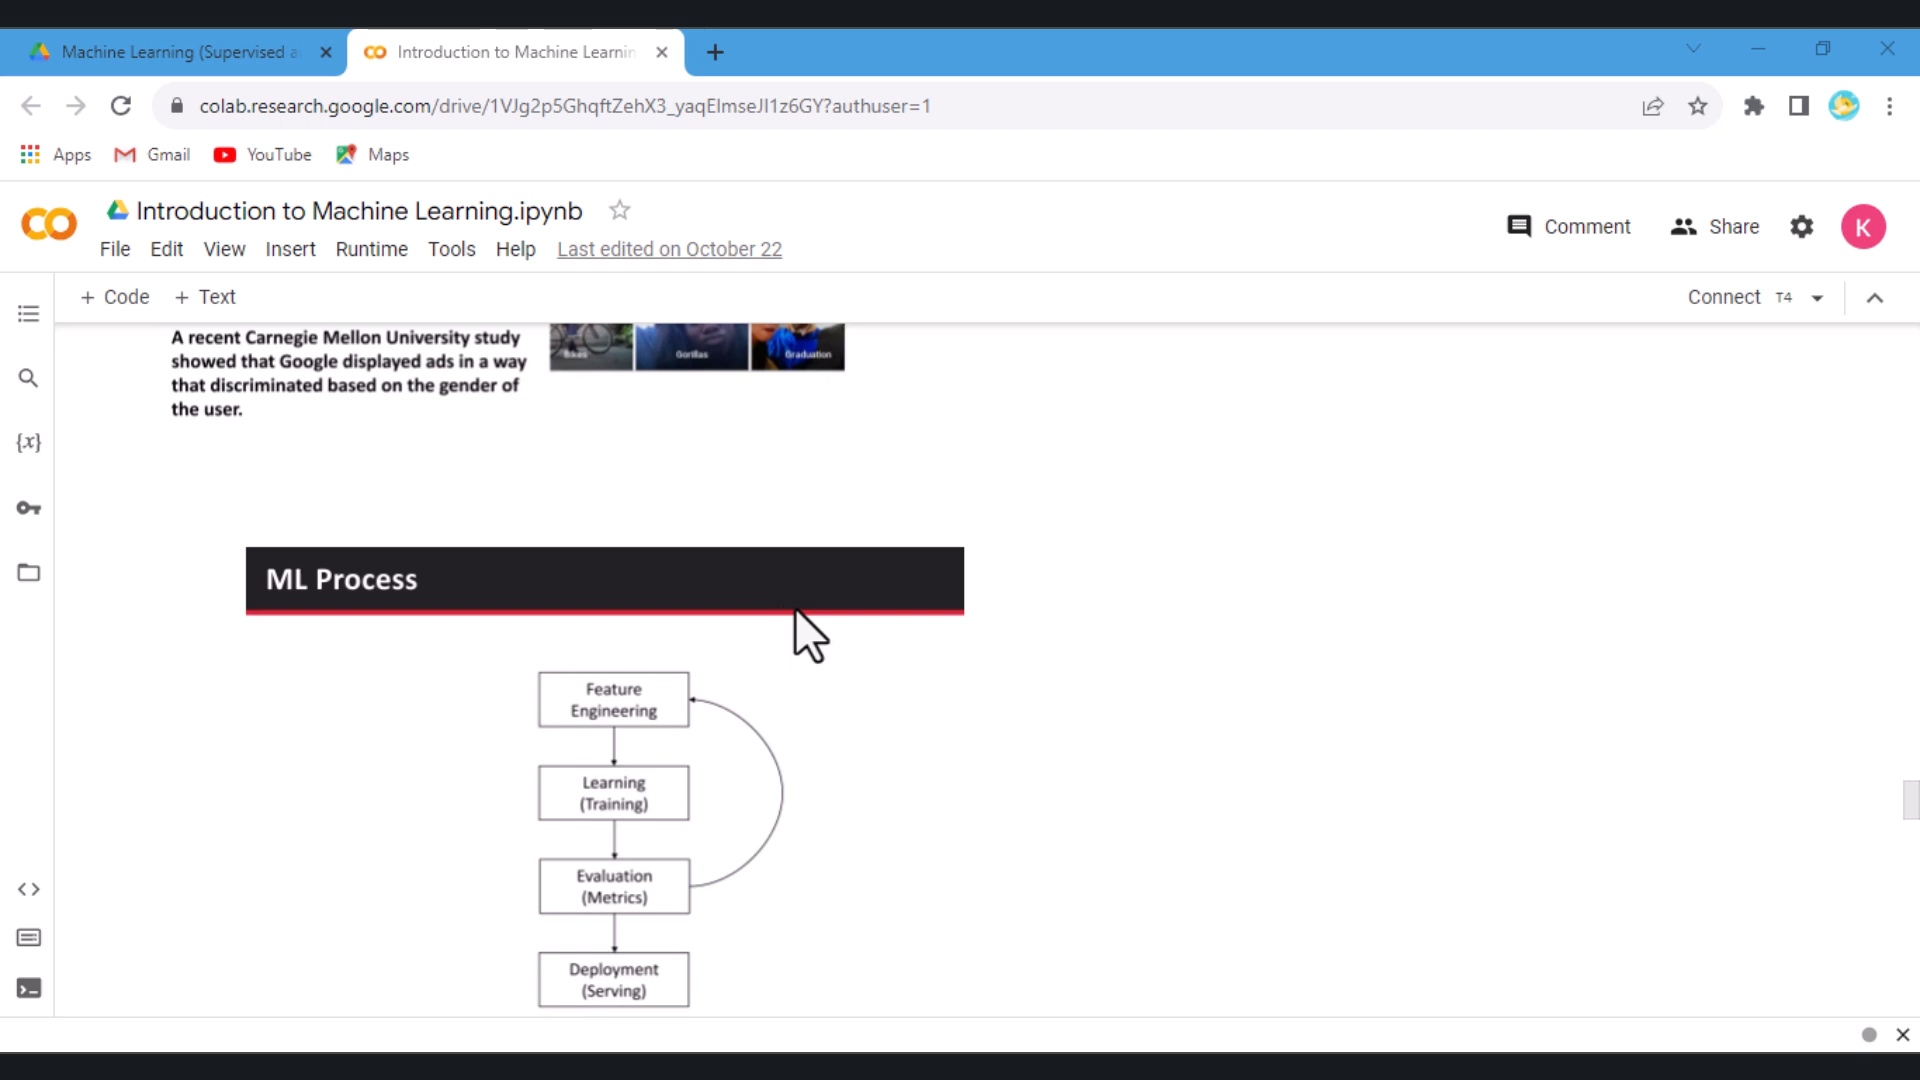 Machine Learning (Supervised a
Introduction to Machine Learnin
colab.research.google.com/drive/1VJg2p5GhqftZehX3_yaqElmseJI1z6GY?authuser=1
Apps Gmail YouTube Maps
Introduction to Machine Learning.ipynb
File Edit View Insert Runtime Tools Help Last edited on October 22
Comment Share K
+ Code + Text
Connect T4
A recent Carnegie Mellon University study
showed that Google displayed ads in a way
that discriminated based on the gender of
the user.
Bikes Gorillas Graduation
{x}
ML Process
Feature
Engineering
Learning
(Training)
Evaluation
(Metrics)
Deployment
(Serving)